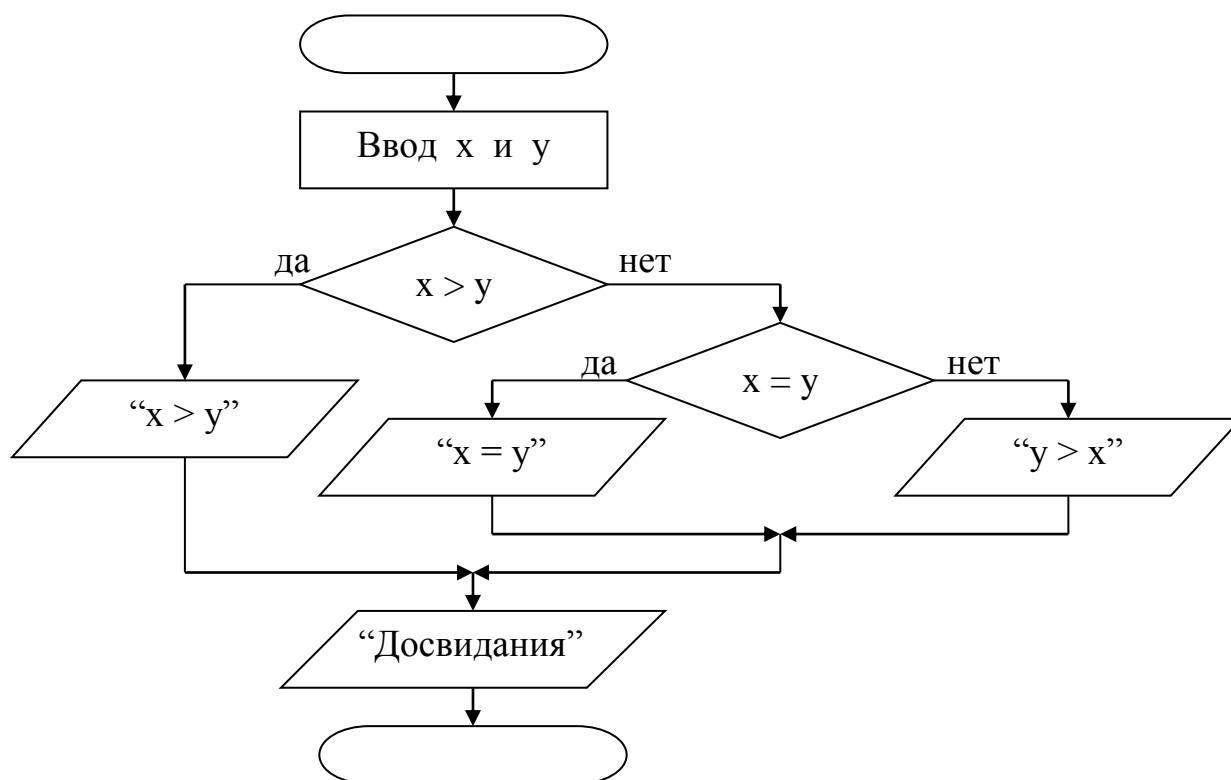 Ввод x и y
да
нет
x > y
да
нет
x = y
“x > y”
“x = y”
“y > x”
“Досвидания”